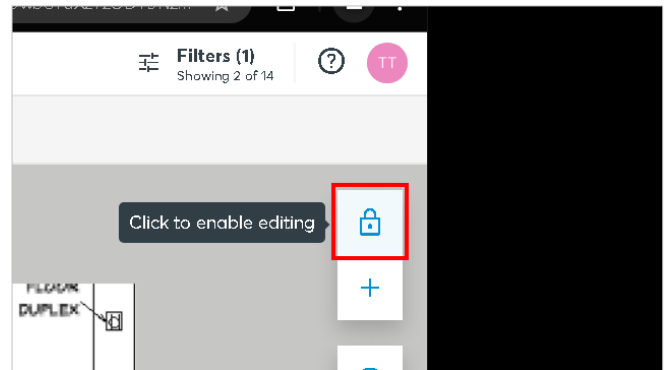 Filters (1)
Showing 2 of 14
TT
Click to enable editing
FLOOR
DUPLEX